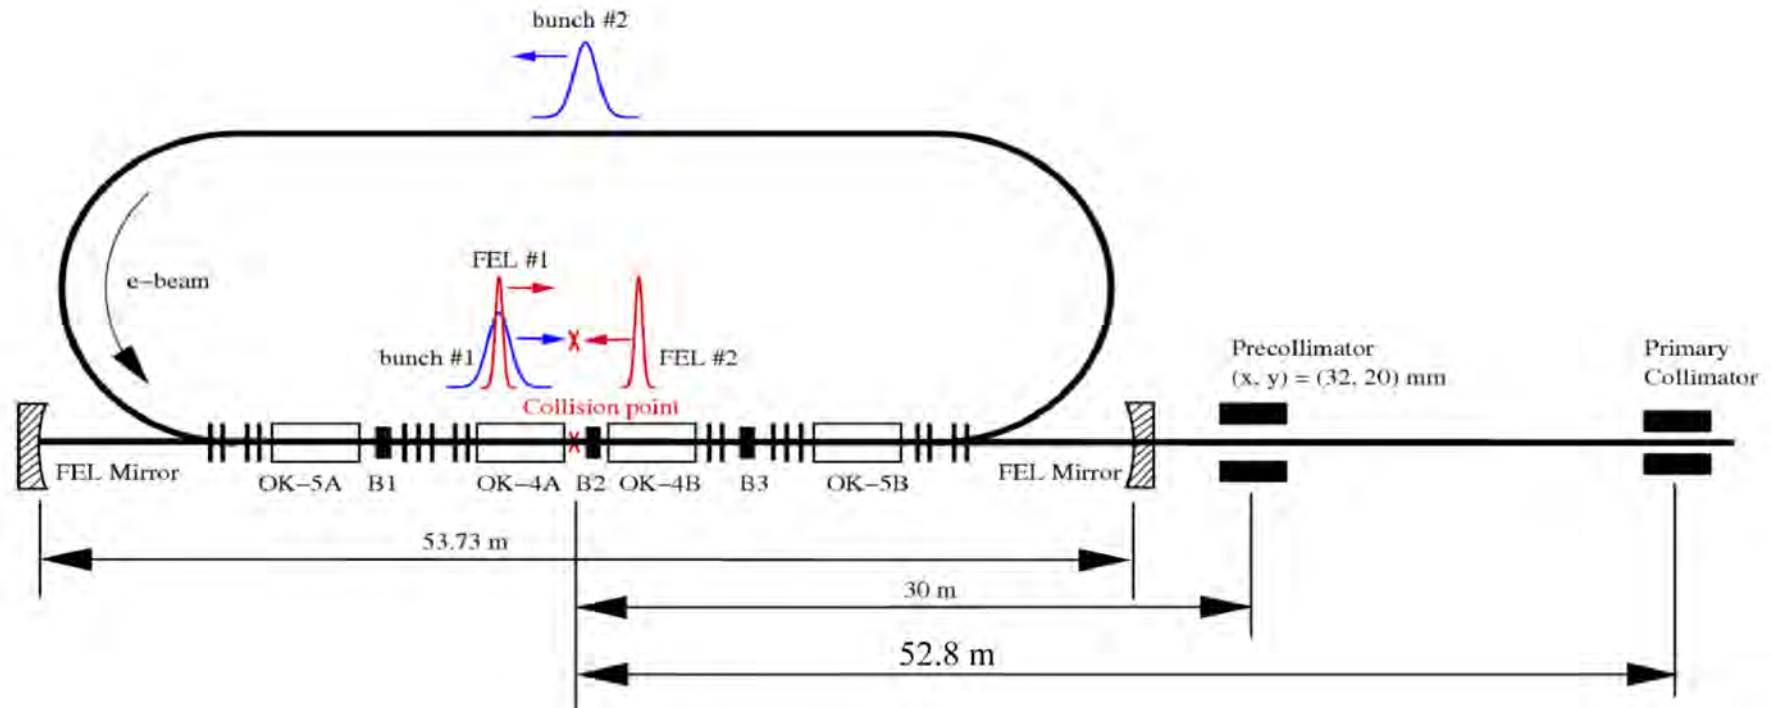 bunch #2
FEL #1
e−beam
bunch #1
FEL #2
Collision point
Precollimator
(x, y) = (32, 20) mm
Primary
Collimator
FEL Mirror
OK−5A
B1
OK−4A
B2
OK−4B
B3
OK−5B
FEL Mirror
53.73 m
30 m
52.8 m